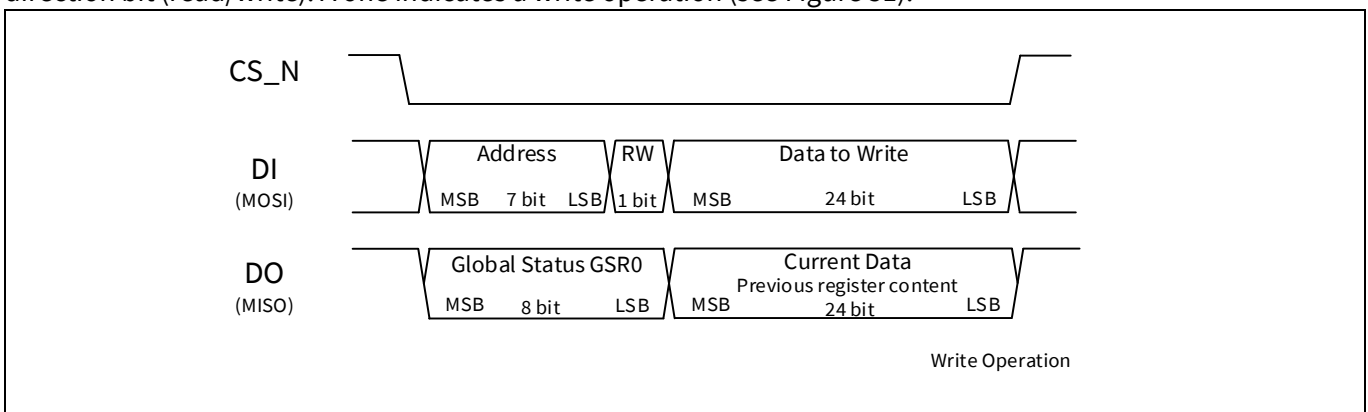 direction bit (read/write). A one indicates a write operation (see Figure 32).
CS_N
Address RW Data to Write
DI
(MOSI)
MSB 7 bit LSB 1 bit MSB 24 bit LSB
Global Status GSR0 Current Data
DO
Previous register content
(MISO)
MSB 8 bit LSB MSB 24 bit LSB
Write Operation